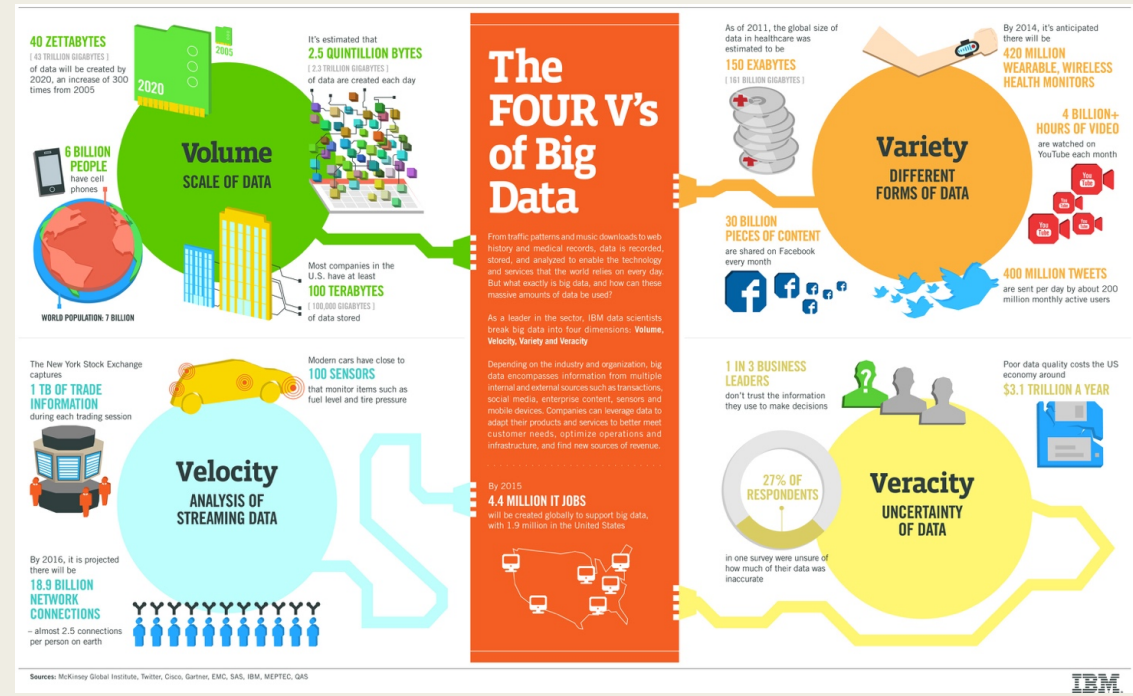 40 ZETTABYTES
[ 43 TRILLION GIGABYTES ]
of data will be created by
2020, an increase of 300
times from 2005
2020
2005
It's estimated that
2.5 QUINTILLION BYTES
[ 2.3 TRILLION GIGABYTES ]
of data are created each day
6 BILLION
PEOPLE
have cell
phones
WORLD POPULATION: 7 BILLION
Volume
SCALE OF DATA
Most companies in the
U.S. have at least
100 TERABYTES
[ 100,000 GIGABYTES ]
of data stored
The
FOUR V's
of Big
Data
From traffic patterns and music downloads to web
history and medical records, data is recorded,
stored, and analyzed to enable the technology
and services that the world relies on every day.
But what exactly is big data, and how can these
massive amounts of data be used?
As a leader in the sector, IBM data scientists
break big data into four dimensions: Volume,
Velocity, Variety and Veracity
Depending on the industry and organization, big
data encompasses information from multiple
internal and external sources such as transactions,
social media, enterprise content, sensors and
mobile devices. Companies can leverage data to
adapt their products and services to better meet
customer needs, optimize operations and
infrastructure, and find new sources of revenue.
By 2015
4.4 MILLION IT JOBS
will be created globally to support big data,
with 1.9 million in the United States
As of 2011, the global size of
data in healthcare was
estimated to be
150 EXABYTES
[ 161 BILLION GIGABYTES ]
By 2014, it's anticipated
there will be
420 MILLION
WEARABLE, WIRELESS
HEALTH MONITORS
4 BILLION+
HOURS OF VIDEO
are watched on
YouTube each month
You
Tube
You
Tube
You
Tube
You
Tube
Variety
DIFFERENT
FORMS OF DATA
30 BILLION
PIECES OF CONTENT
are shared on Facebook
every month
400 MILLION TWEETS
are sent per day by about 200
million monthly active users
The New York Stock Exchange
captures
1 TB OF TRADE
INFORMATION
during each trading session
Modern cars have close to
100 SENSORS
that monitor items such as
fuel level and tire pressure
Velocity
ANALYSIS OF
STREAMING DATA
By 2016, it is projected
there will be
18.9 BILLION
NETWORK
CONNECTIONS
– almost 2.5 connections
per person on earth
1 IN 3 BUSINESS
LEADERS
don't trust the information
they use to make decisions
Poor data quality costs the US
economy around
$3.1 TRILLION A YEAR
27% OF
RESPONDENTS
in one survey were unsure of
how much of their data was
inaccurate
Veracity
UNCERTAINTY
OF DATA
Sources: McKinsey Global Institute, Twitter, Cisco, Gartner, EMC, SAS, IBM, MEPTEC, QAS
IBM.